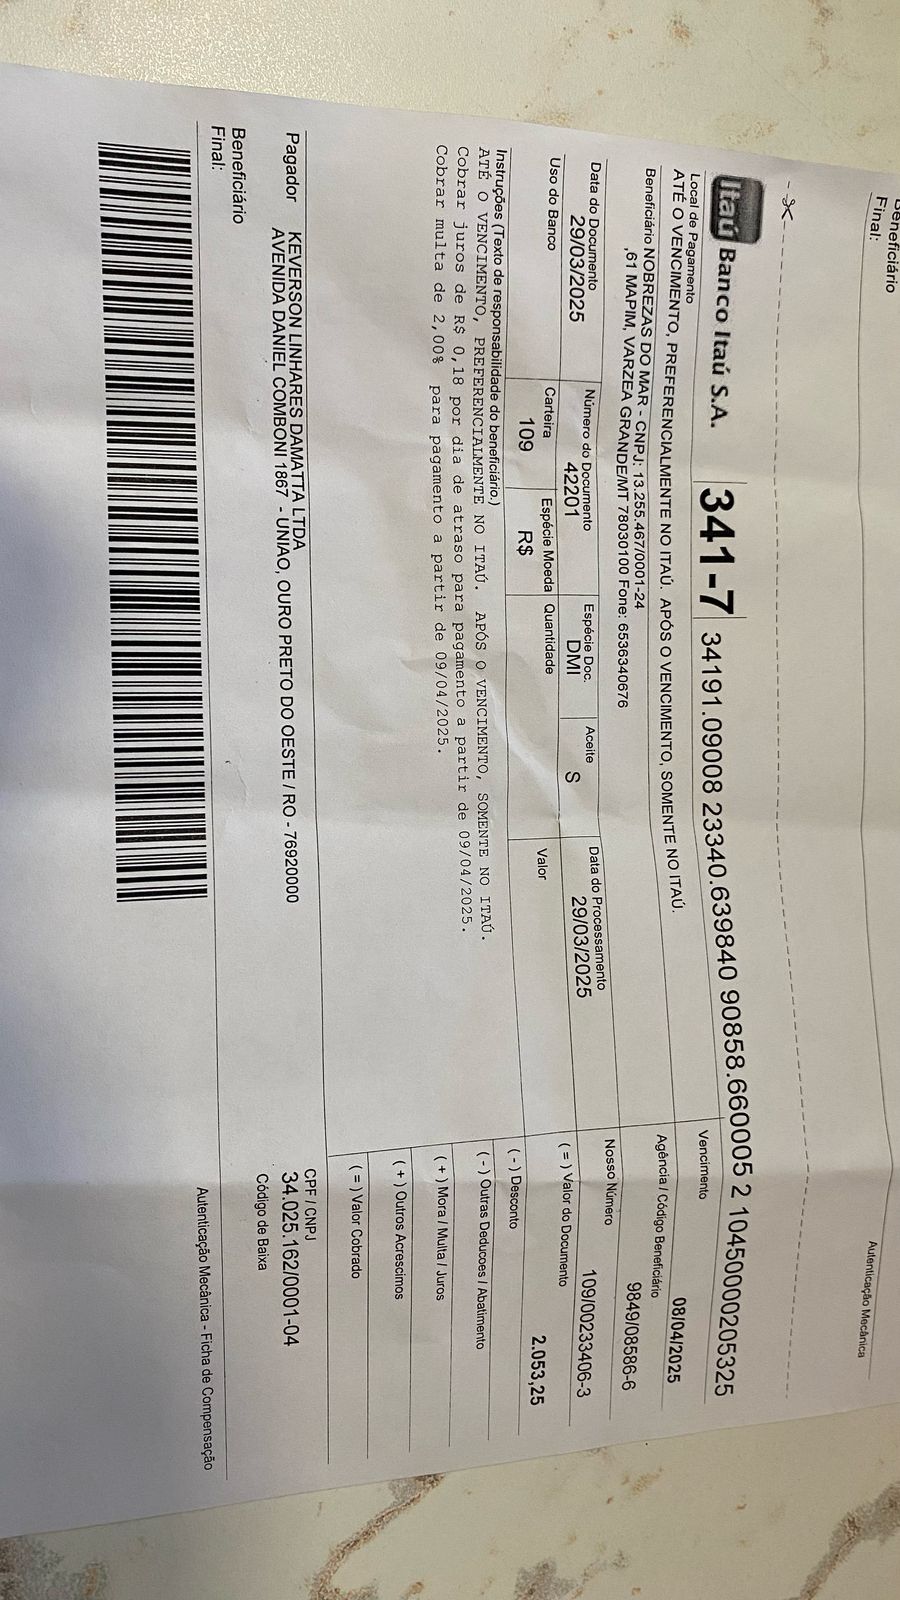 Beneficiário
Final:
Autenticação Mecânica
Itaú Banco Itaú S.A. 341-7 34191.09008 23340.639840 90858.660005 2 10450000205325
Local de Pagamento
ATÉ O VENCIMENTO, PREFERENCIALMENTE NO ITAÚ. APÓS O VENCIMENTO, SOMENTE NO ITAÚ.
Vencimento
08/04/2025
Beneficiário NOBREZAS DO MAR - CNPJ: 13.255.467/0001-24
,61 MAPIM, VARZEA GRANDE/MT 78030100 Fone: 6536340676
Agência / Código Beneficiário
9849/08586-6
Data do Documento
29/03/2025
Número do Documento
42201
Espécie Doc.
DMI
Aceite
S
Data do Processamento
29/03/2025
Nosso Número
109/00233406-3
Uso do Banco
Carteira
109
Espécie Moeda
R$
Quantidade
Valor
( = ) Valor do Documento
2.053,25
Instruções (Texto de responsabilidade do beneficiário.)
ATÉ O VENCIMENTO, PREFERENCIALMENTE NO ITAÚ. APÓS O VENCIMENTO, SOMENTE NO ITAÚ.
Cobrar juros de R$ 0,18 por dia de atraso para pagamento a partir de 09/04/2025.
Cobrar multa de 2,00% para pagamento a partir de 09/04/2025.
( - ) Desconto
( - ) Outras Deducoes / Abatimento
( + ) Mora / Multa / Juros
( + ) Outros Acrescimos
( = ) Valor Cobrado
Pagador KEVERSON LINHARES DAMATTA LTDA
AVENIDA DANIEL COMBONI 1867 - UNIAO, OURO PRETO DO OESTE / RO - 76920000
CPF / CNPJ
34.025.162/0001-04
Código de Baixa
Beneficiário
Final:
Autenticação Mecânica - Ficha de Compensação